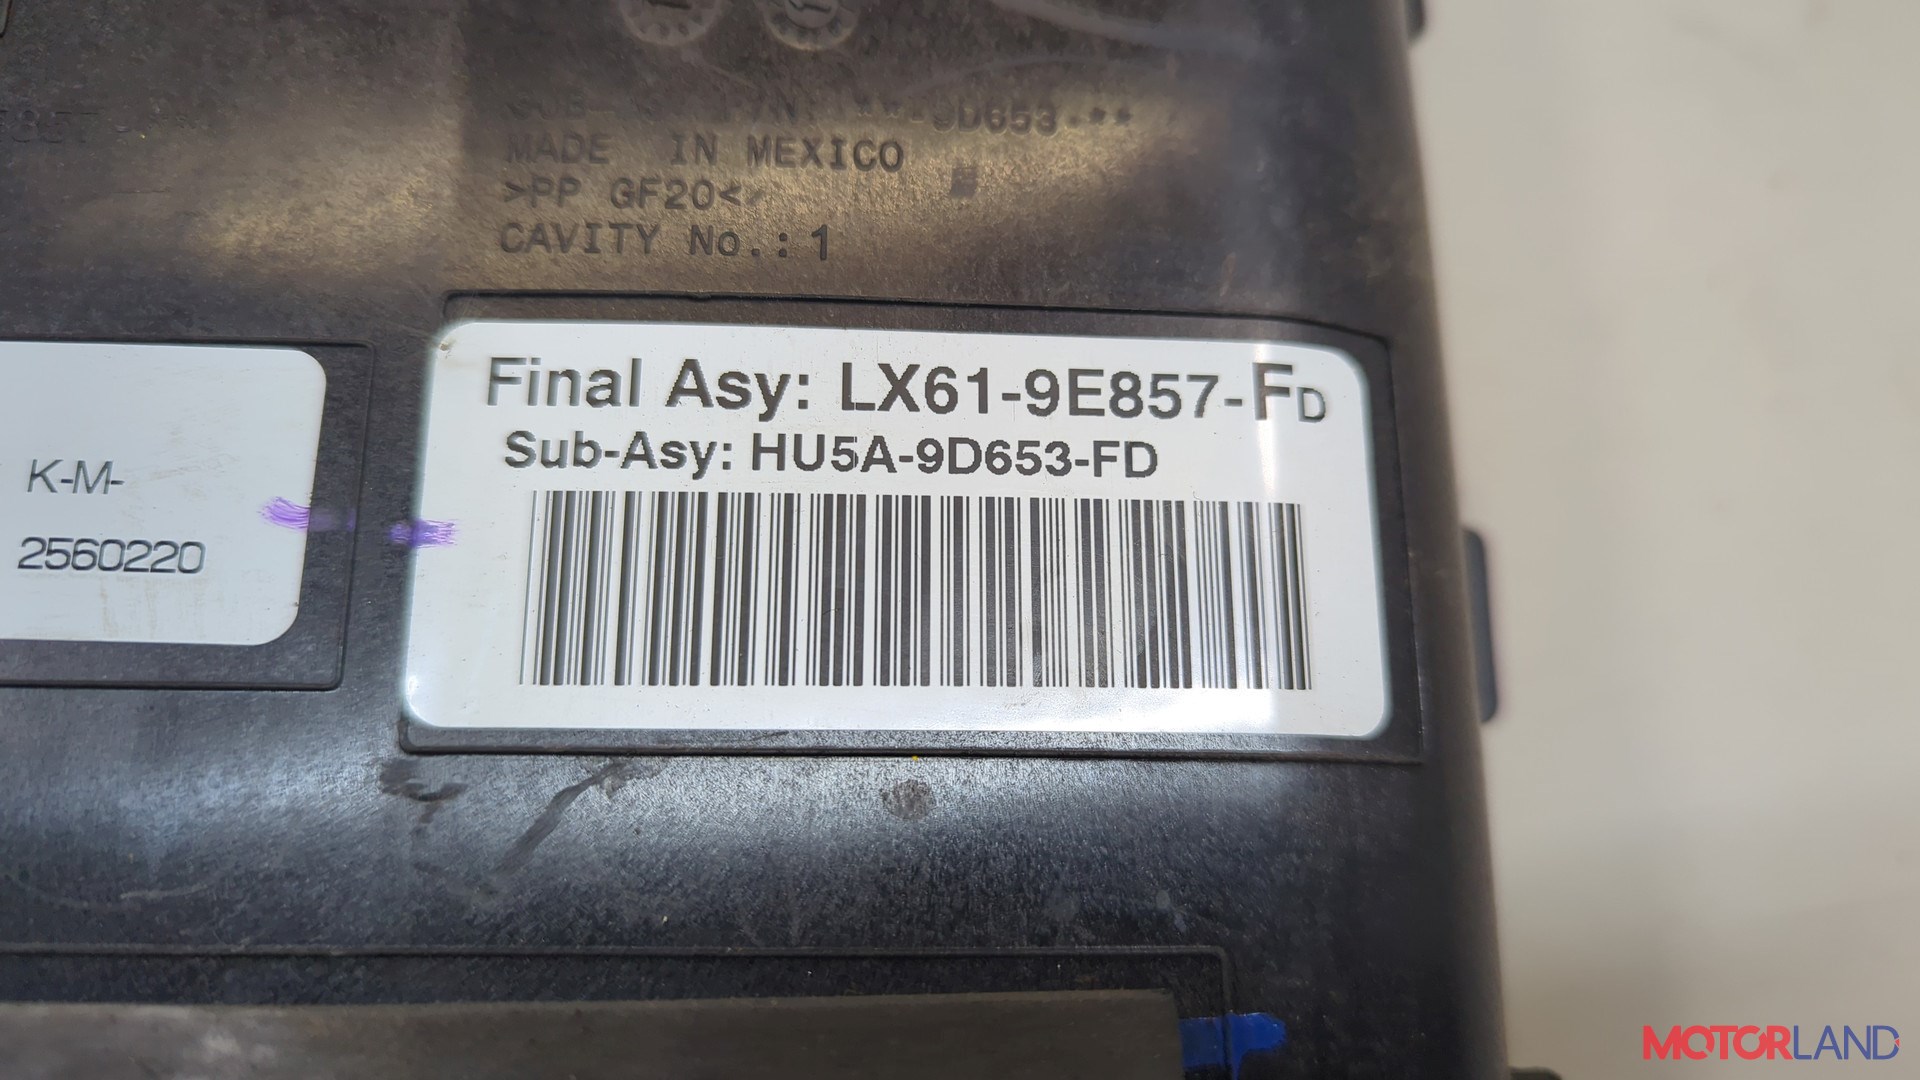 9D653-**
MADE IN MEXICO
>PP GF20<
CAVITY No.: 1
Final Asy: LX61-9E857-FD
Sub-Asy: HU5A-9D653-FD
K-M-
2560220
MOTORLAND